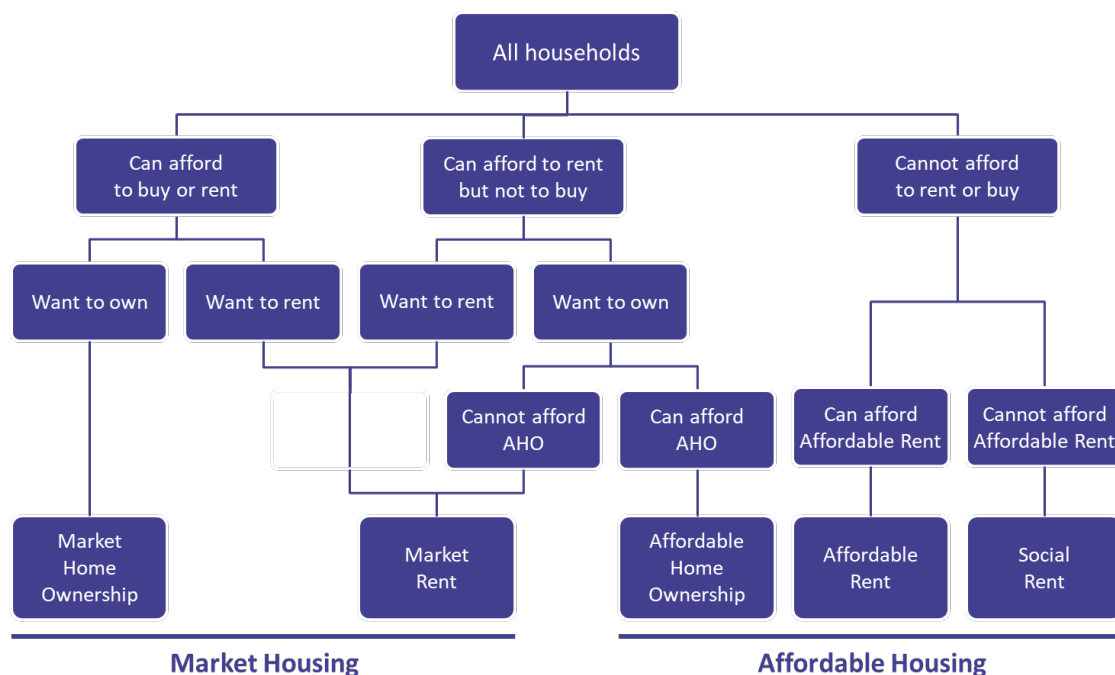 All households
Can afford
to buy or rent
Can afford to rent
but not to buy
Cannot afford
to rent or buy
Want to own
Want to rent
Want to rent
Want to own
Cannot afford
AHO
Can afford
AHO
Can afford
Affordable Rent
Cannot afford
Affordable Rent
Market
Home
Ownership
Market
Rent
Affordable
Home
Ownership
Affordable
Rent
Social
Rent
Market Housing
Affordable Housing